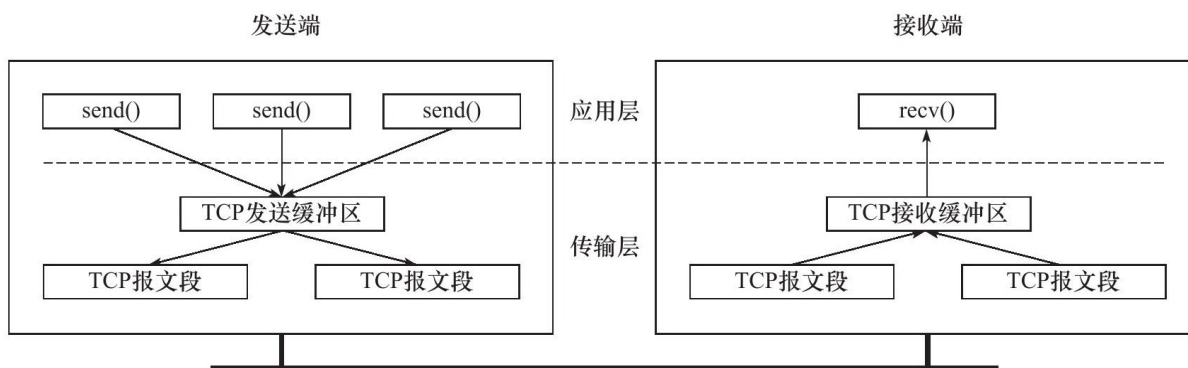 发送端 接收端
send() send() send() 应用层 recv()
TCP发送缓冲区 TCP接收缓冲区
传输层
TCP报文段 TCP报文段 TCP报文段 TCP报文段